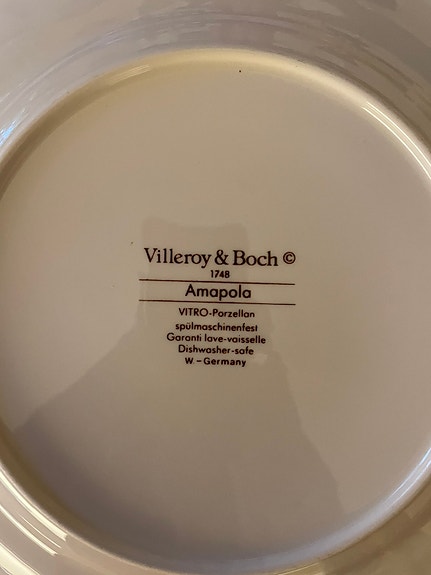 Villeroy & Boch ©
1748
Amapola
VITRO-Porzellan
spülmaschinenfest
Garanti lave-vaisselle
Dishwasher-safe
W - Germany